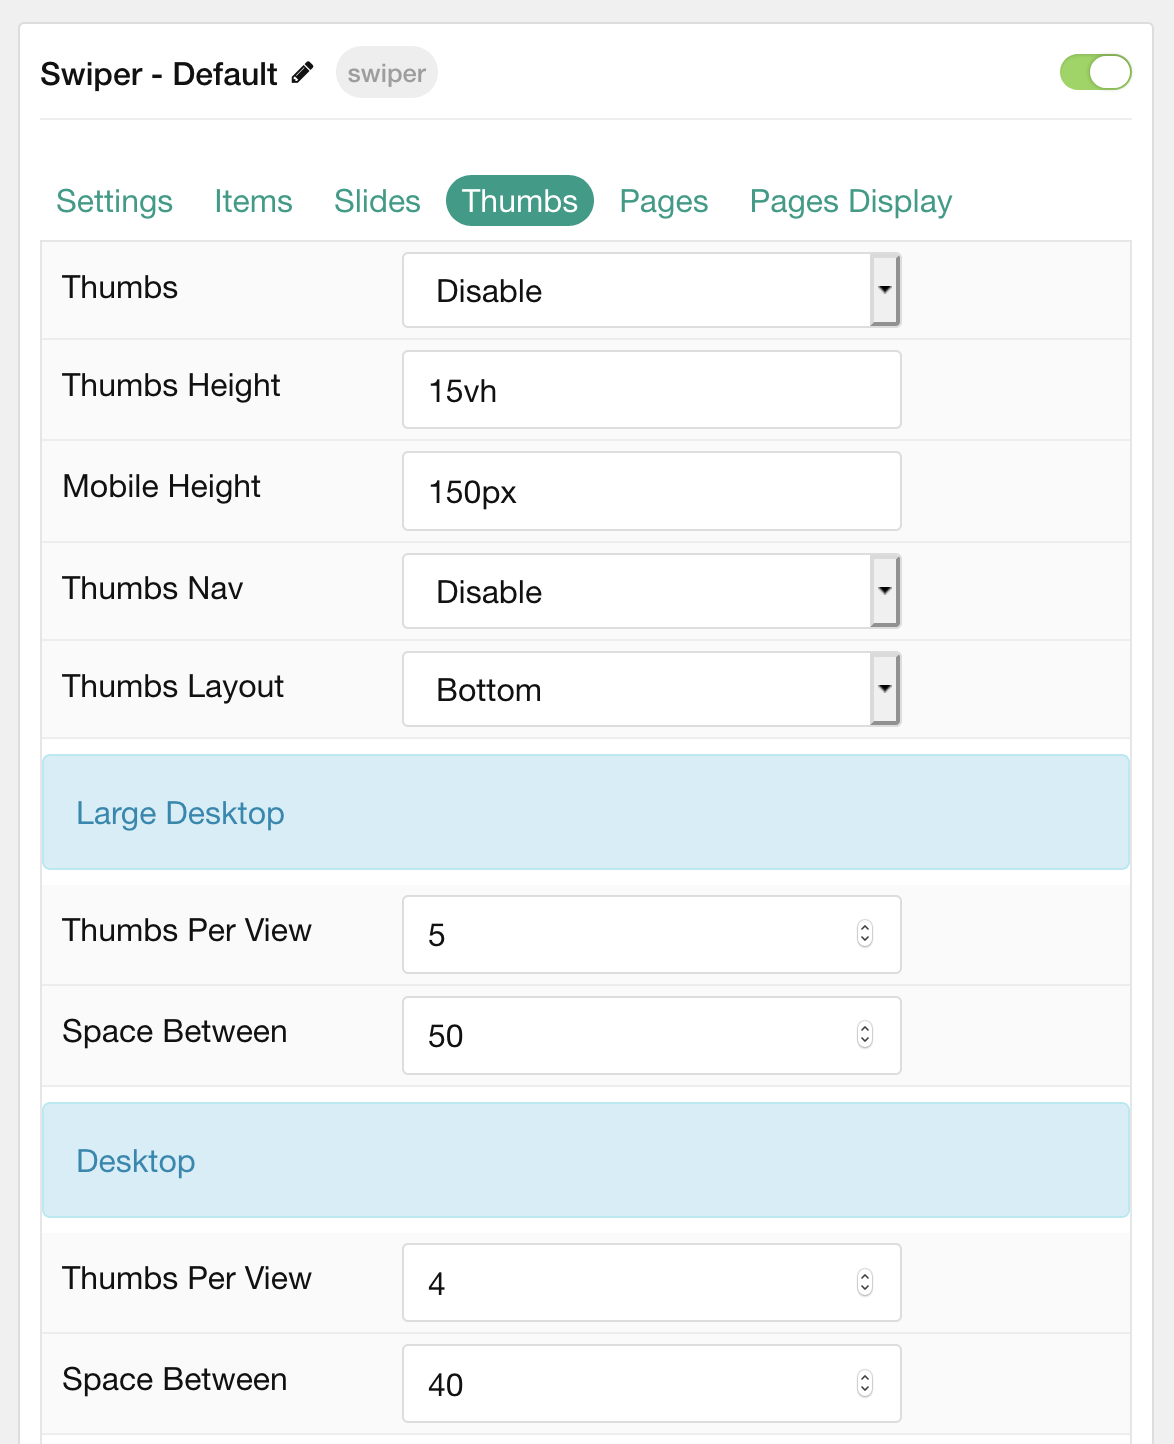 Swiper - Default swiper
Settings Items Slides Thumbs Pages Pages Display
Thumbs Disable
Thumbs Height 15vh
Mobile Height 150px
Thumbs Nav Disable
Thumbs Layout Bottom
Large Desktop
Thumbs Per View 5
Space Between 50
Desktop
Thumbs Per View 4
Space Between 40